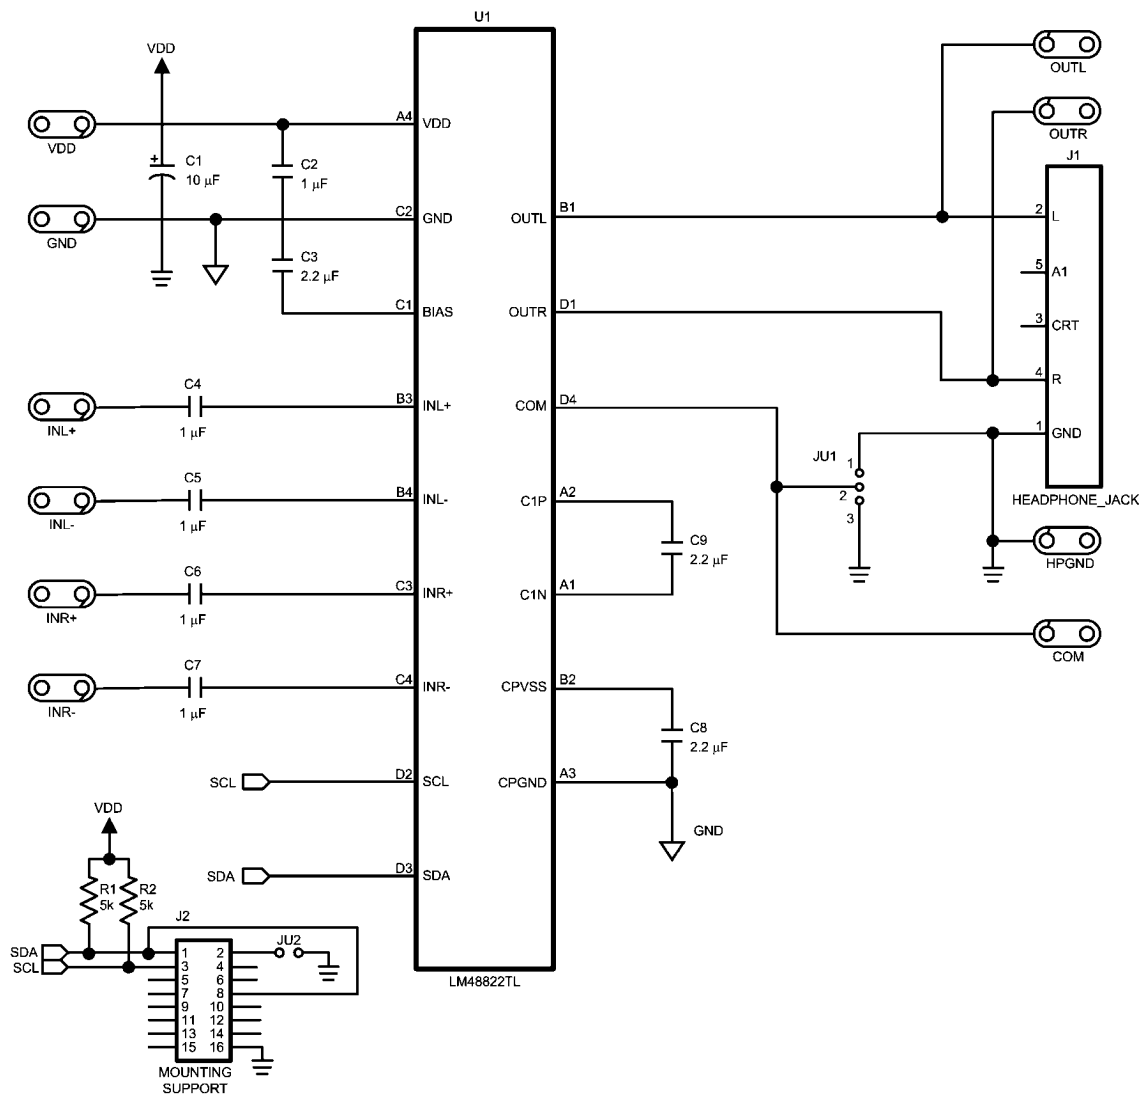 U1
VDD
VDD
C1
10 μF
C2
1 μF
A4
VDD
GND
C2
GND
C3
2.2 μF
C1
BIAS
INL+
C4
1 μF
B3
INL+
INL-
C5
1 μF
B4
INL-
INR+
C6
1 μF
C3
INR+
INR-
C7
1 μF
C4
INR-
SCL
D2
SCL
SDA
D3
SDA
OUTL
B1
OUTR
D1
COM
D4
C1P
A2
C9
2.2 μF
C1N
A1
CPVSS
B2
C8
2.2 μF
CPGND
A3
GND
LM48822TL
OUTL
OUTR
J1
2
L
5
A1
3
CRT
4
R
1
GND
HEADPHONE_JACK
JU1
1
2
3
HPGND
COM
VDD
R1
5k
R2
5k
J2
SDA
SCL
JU2
1 2
3 4
5 6
7 8
9 10
11 12
13 14
15 16
MOUNTING
SUPPORT
+